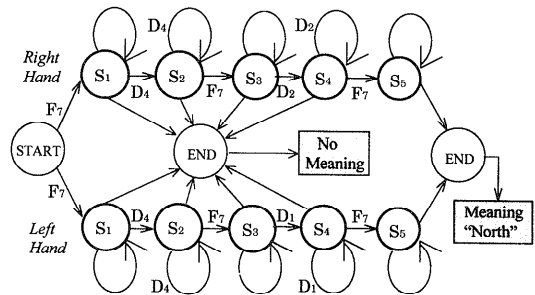 D4 D2
Right
Hand
S1 S2 S3 S4 S5
D4 F7 D2 F7
F7
START
END
No
Meaning
END
F7
Meaning
"North"
Left
Hand
D4 F7 D1 F7
S1 S2 S3 S4 S5
D4 D1